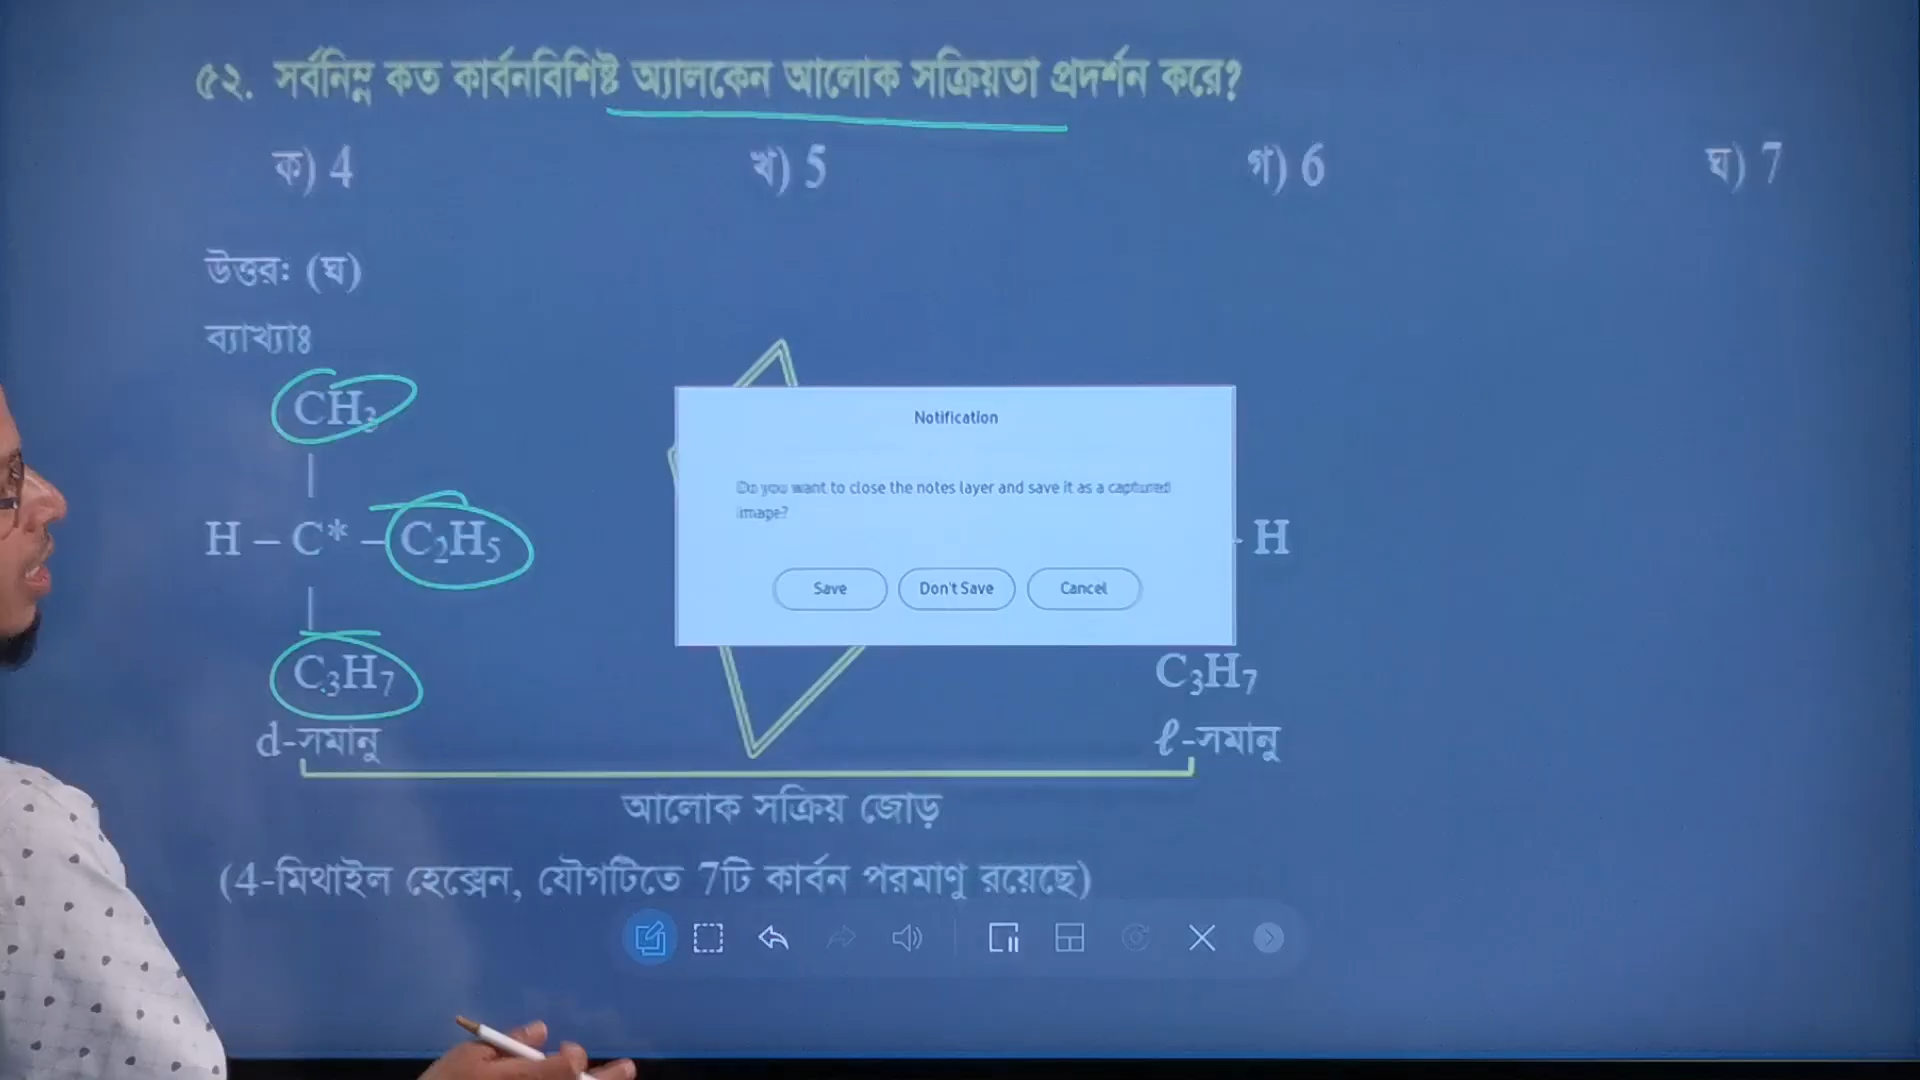 ৫২. সর্বনিম্ন কত কার্বনবিশিষ্ট অ্যালকেন আলোক সক্রিয়তা প্রদর্শন করে?
ক) 4 খ) 5 গ) 6 ঘ) 7
উত্তর: (ঘ)
ব্যাখ্যাঃ
CH₃
Notification
Do you want to close the notes layer and save it as a captured
image?
H – C* – C₂H₅
- H
Save Don't Save Cancel
C₃H₇ C₃H₇
d-সমানু ℓ-সমানু
আলোক সক্রিয় জোড়
(4-মিথাইল হেক্সেন, যৌগটিতে 7টি কার্বন পরমাণু রয়েছে)